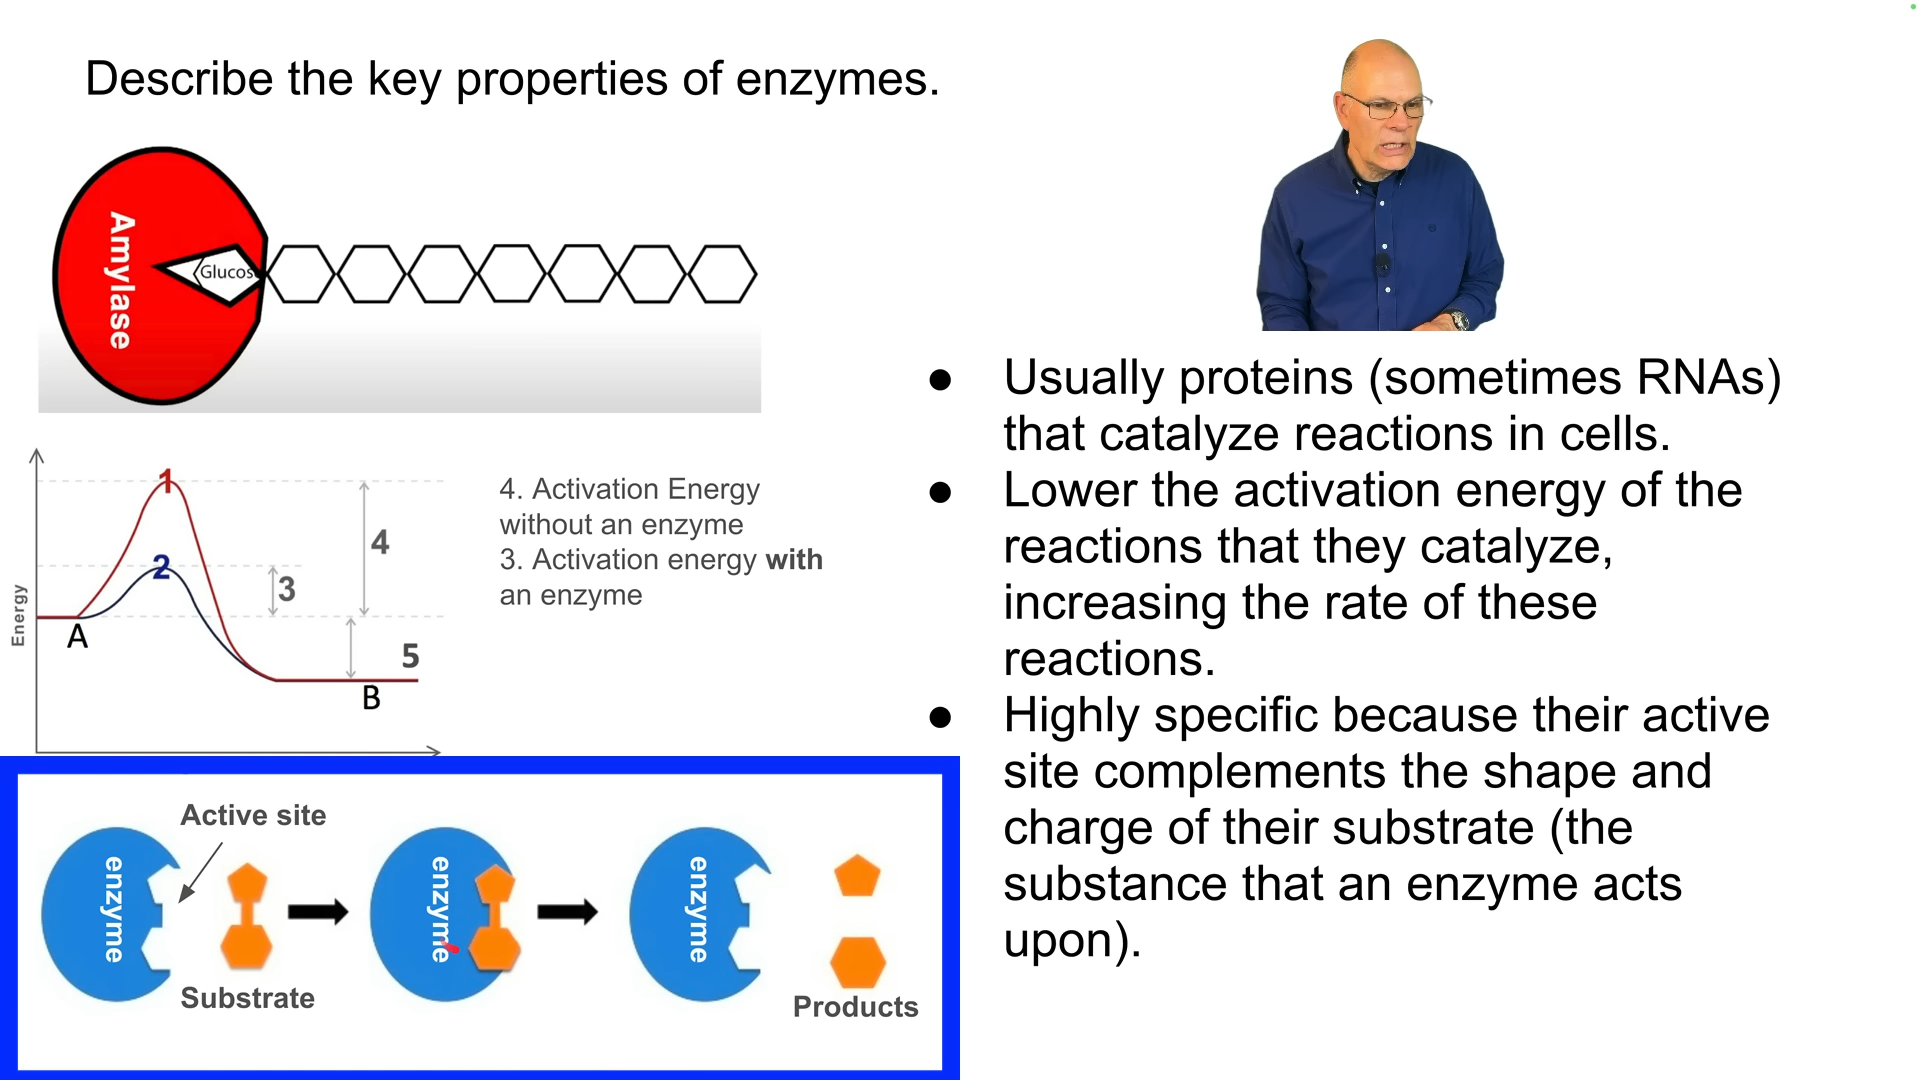 Describe the key properties of enzymes.
Amylase
Glucos
1
2
3
4
5
A
B
Energy
4. Activation Energy
without an enzyme
3. Activation energy with
an enzyme
Active site
enzyme
Substrate
enzyme
enzyme
Products
● Usually proteins (sometimes RNAs)
that catalyze reactions in cells.
● Lower the activation energy of the
reactions that they catalyze,
increasing the rate of these
reactions.
● Highly specific because their active
site complements the shape and
charge of their substrate (the
substance that an enzyme acts
upon).